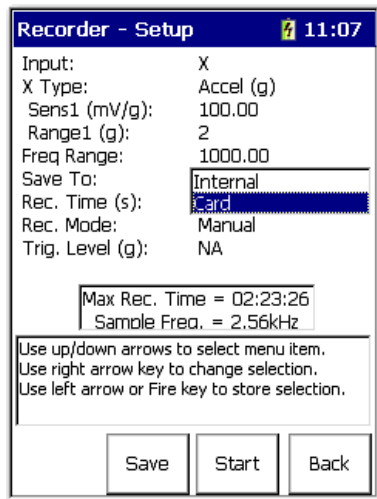 Recorder - Setup 11:07
Input: X
X Type: Accel (g)
Sens1 (mV/g): 100.00
Range1 (g): 2
Freq Range: 1000.00
Save To: Internal
Rec. Time (s): Card
Rec. Mode: Manual
Trig. Level (g): NA
Max Rec. Time = 02:23:26
Sample Freq. = 2.56kHz
Use up/down arrows to select menu item.
Use right arrow key to change selection.
Use left arrow or Fire key to store selection.
Save Start Back